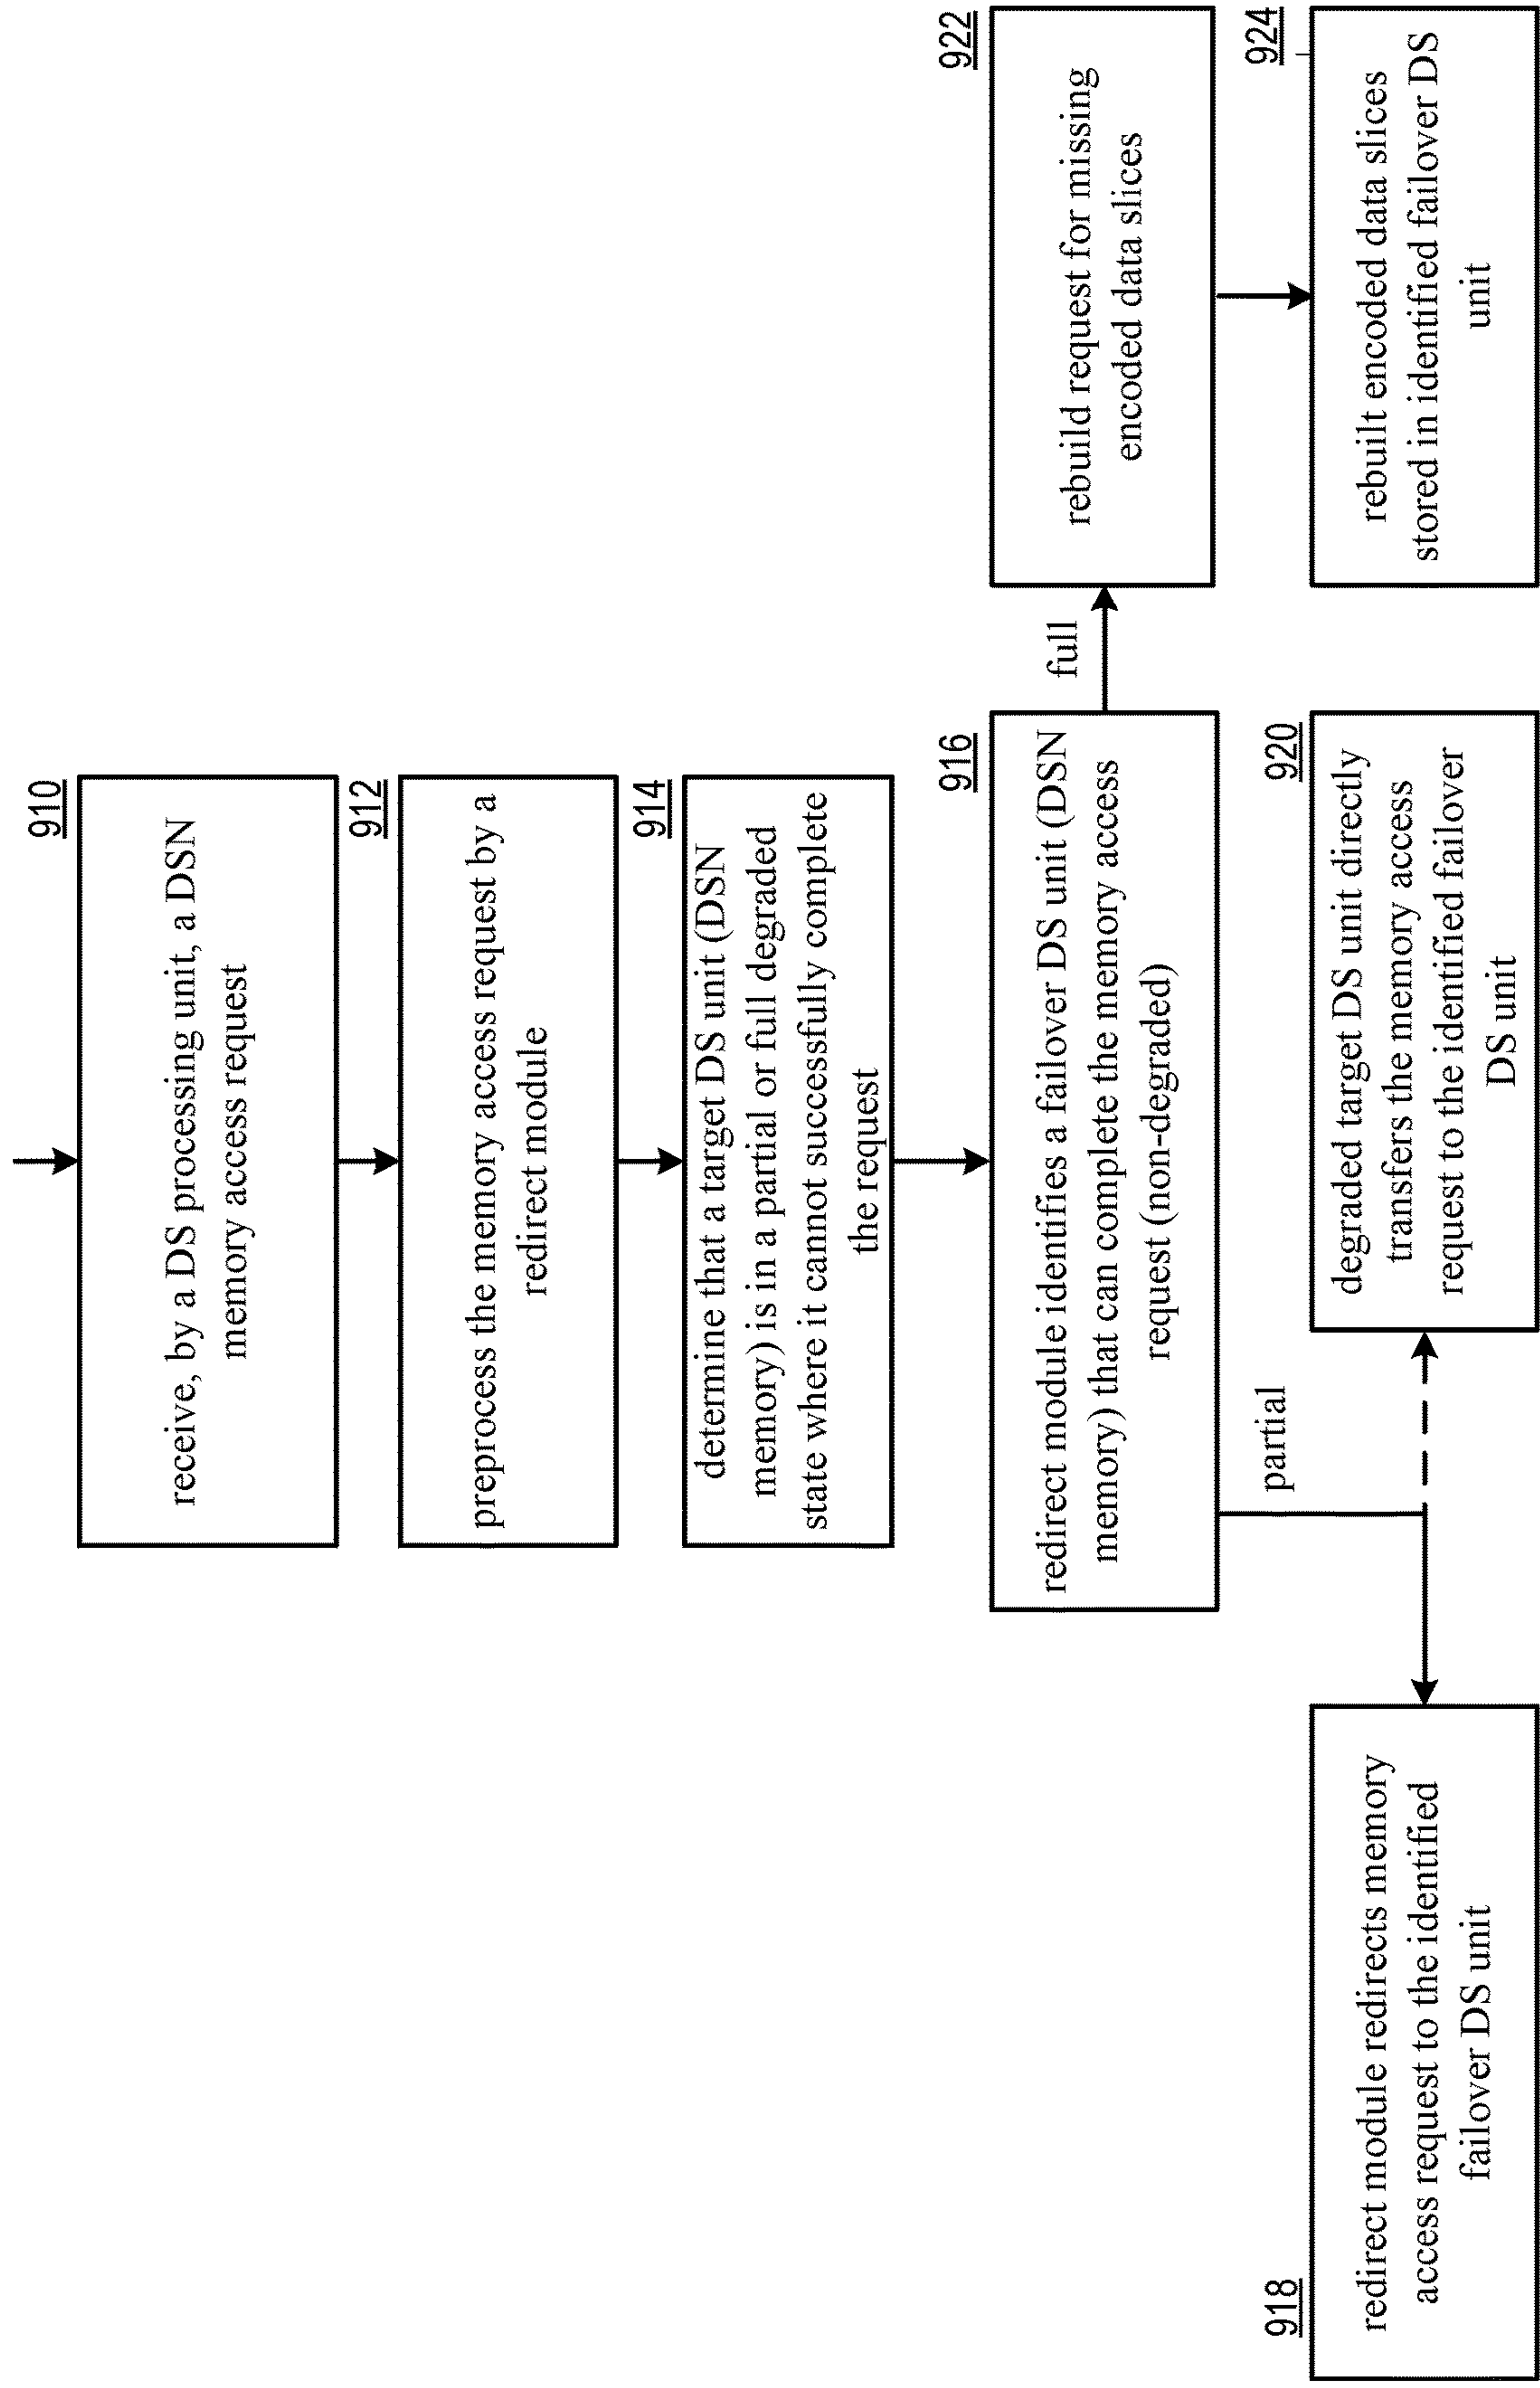 910
receive, by a DS processing unit, a DSN
memory access request
912
preprocess the memory access request by a
redirect module
914
determine that a target DS unit (DSN
memory) is in a partial or full degraded
state where it cannot successfully complete
the request
916
redirect module identifies a failover DS unit (DSN
memory) that can complete the memory access
request (non-degraded)
full
922
rebuild request for missing
encoded data slices
partial
918
redirect module redirects memory
access request to the identified
failover DS unit
920
degraded target DS unit directly
transfers the memory access
request to the identified failover
DS unit
924
rebuilt encoded data slices
stored in identified failover DS
unit